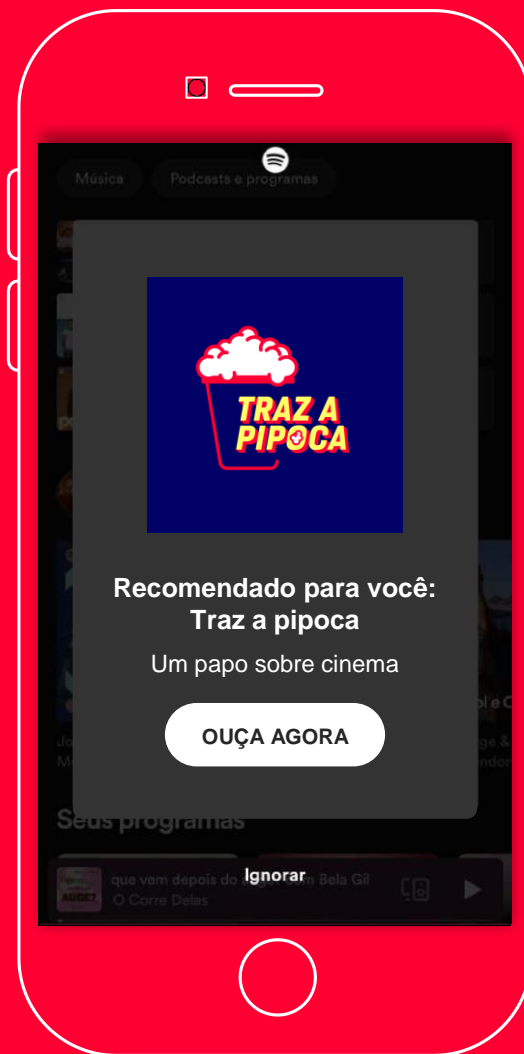 Música
Podcasts e programas
TRAZ A
PIPOCA
Recomendado para você:
Traz a pipoca
Um papo sobre cinema
OUÇA AGORA
Seus programas
Ignorar
que vem depois do auge? com Bela Gil
O Corre Delas